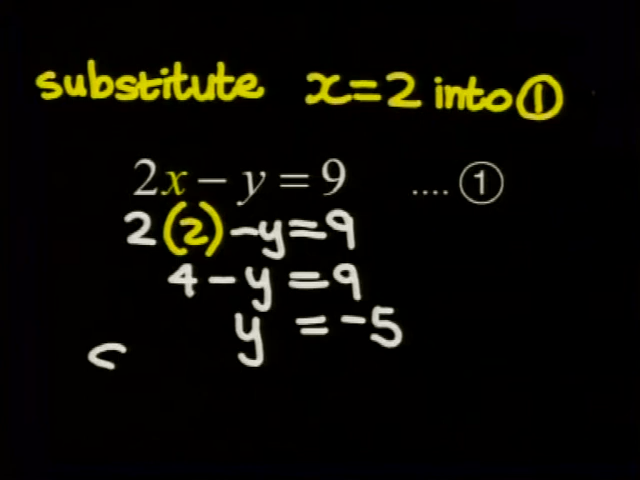 substitute x=2 into ①
2x − y = 9 .... ①
2(2) −y=9
4 − y = 9
y = −5